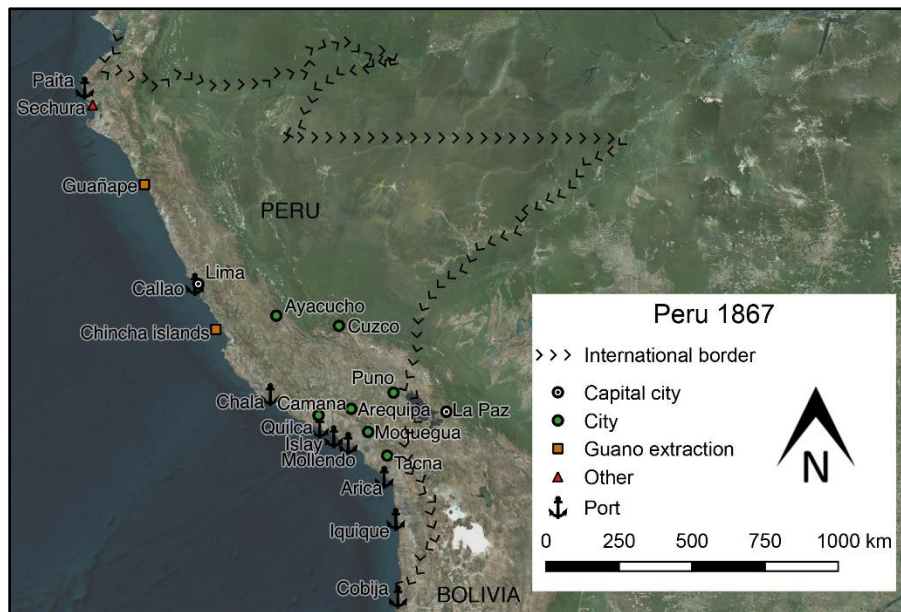 Paita
Sechura
Guañape
PERU
Lima
Callao
Ayacucho
Cuzco
Chincha islands
Puno
Chala
Camana
Arequipa
La Paz
Quilca
Islay
Moquegua
Mollendo
Tacna
Arica
Iquique
Cobija
BOLIVIA
Peru 1867
International border
Capital city
City
Guano extraction
Other
Port
N
0 250 500 750 1000 km